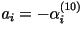 $a_i = -\alpha_i^{(10)}$